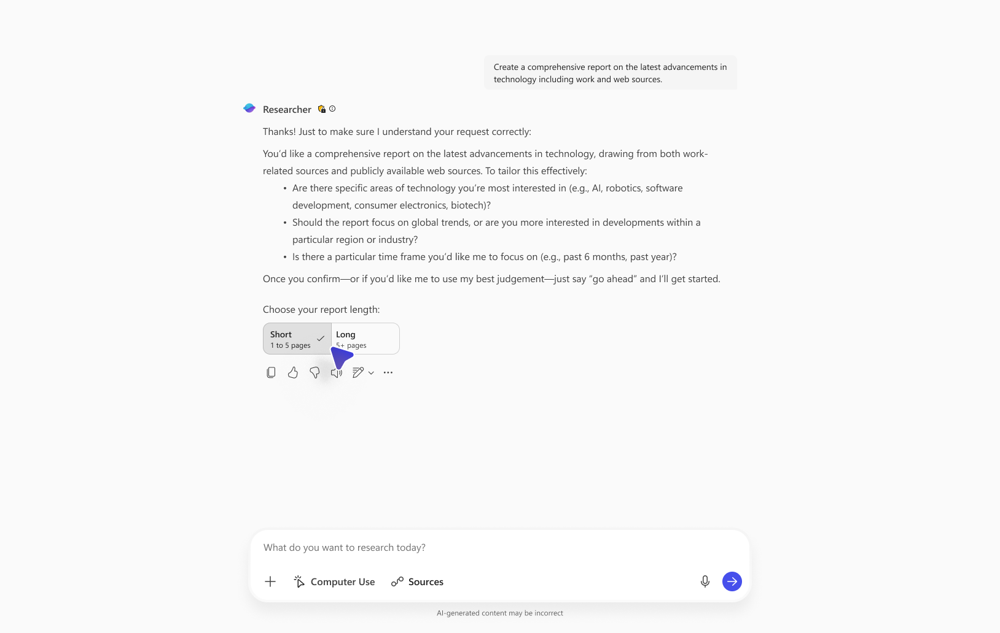 Create a comprehensive report on the latest advancements in
technology including work and web sources.
Researcher
Thanks! Just to make sure I understand your request correctly:
You’d like a comprehensive report on the latest advancements in technology, drawing from both work-
related sources and publicly available web sources. To tailor this effectively:
• Are there specific areas of technology you’re most interested in (e.g., AI, robotics, software
development, consumer electronics, biotech)?
• Should the report focus on global trends, or are you more interested in developments within a
particular region or industry?
• Is there a particular time frame you’d like me to focus on (e.g., past 6 months, past year)?
Once you confirm—or if you’d like me to use my best judgement—just say “go ahead” and I’ll get started.
Choose your report length:
Short
1 to 5 pages
Long
5+ pages
What do you want to research today?
Computer Use
Sources
AI-generated content may be incorrect